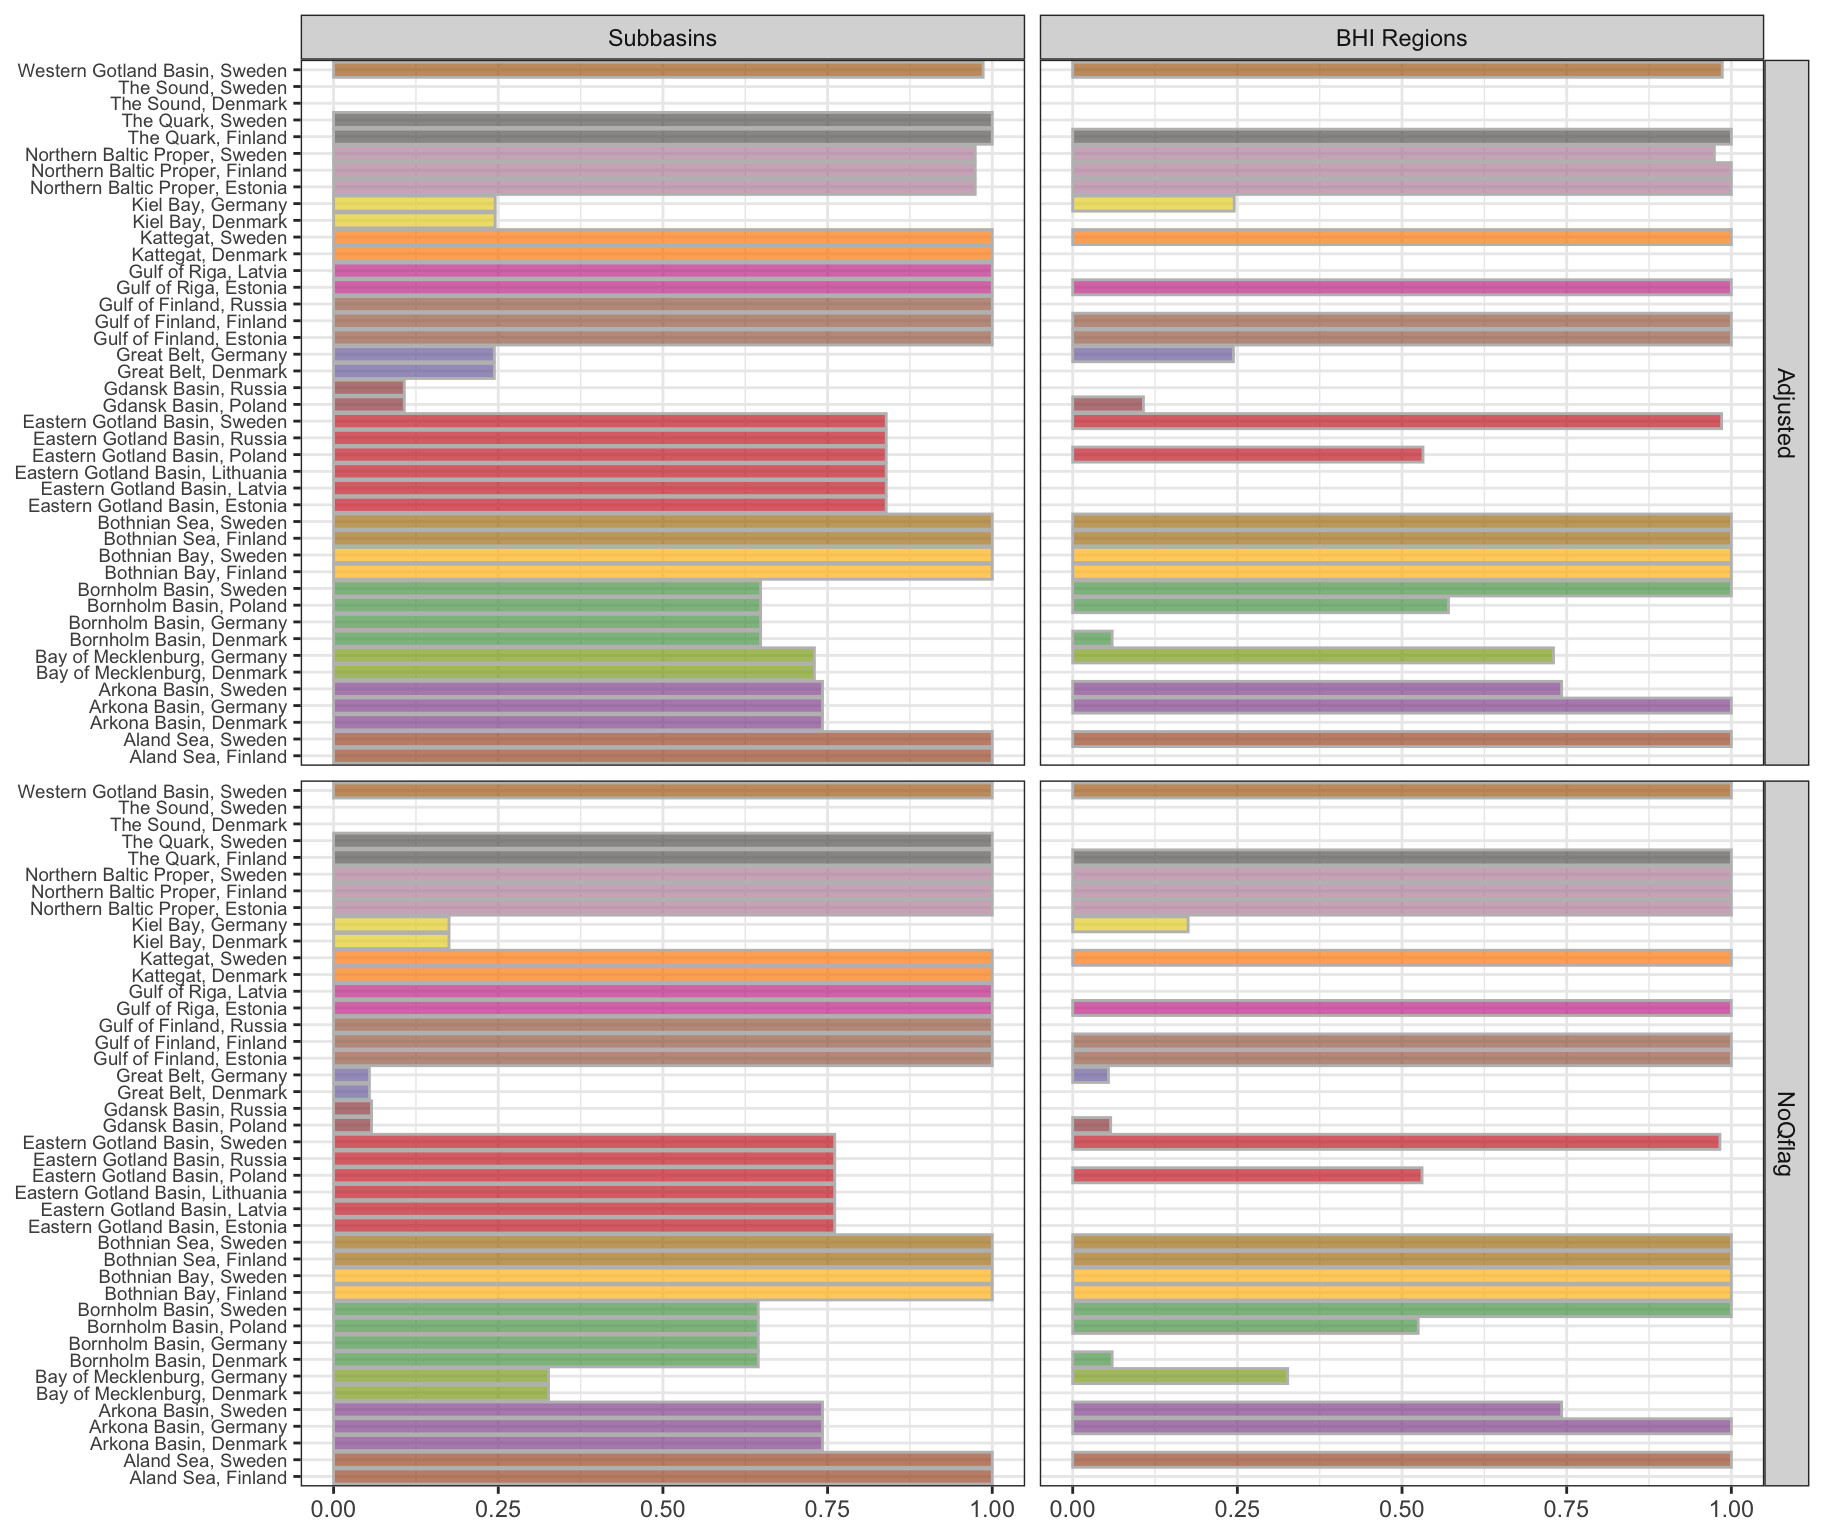 Subbasins
BHI Regions
Western Gotland Basin, Sweden
The Sound, Sweden
The Sound, Denmark
The Quark, Sweden
The Quark, Finland
Northern Baltic Proper, Sweden
Northern Baltic Proper, Finland
Northern Baltic Proper, Estonia
Kiel Bay, Germany
Kiel Bay, Denmark
Kattegat, Sweden
Kattegat, Denmark
Gulf of Riga, Latvia
Gulf of Riga, Estonia
Gulf of Finland, Russia
Gulf of Finland, Finland
Gulf of Finland, Estonia
Great Belt, Germany
Great Belt, Denmark
Gdansk Basin, Russia
Gdansk Basin, Poland
Eastern Gotland Basin, Sweden
Eastern Gotland Basin, Russia
Eastern Gotland Basin, Poland
Eastern Gotland Basin, Lithuania
Eastern Gotland Basin, Latvia
Eastern Gotland Basin, Estonia
Bothnian Sea, Sweden
Bothnian Sea, Finland
Bothnian Bay, Sweden
Bothnian Bay, Finland
Bornholm Basin, Sweden
Bornholm Basin, Poland
Bornholm Basin, Germany
Bornholm Basin, Denmark
Bay of Mecklenburg, Germany
Bay of Mecklenburg, Denmark
Arkona Basin, Sweden
Arkona Basin, Germany
Arkona Basin, Denmark
Aland Sea, Sweden
Aland Sea, Finland
Adjusted
Western Gotland Basin, Sweden
The Sound, Sweden
The Sound, Denmark
The Quark, Sweden
The Quark, Finland
Northern Baltic Proper, Sweden
Northern Baltic Proper, Finland
Northern Baltic Proper, Estonia
Kiel Bay, Germany
Kiel Bay, Denmark
Kattegat, Sweden
Kattegat, Denmark
Gulf of Riga, Latvia
Gulf of Riga, Estonia
Gulf of Finland, Russia
Gulf of Finland, Finland
Gulf of Finland, Estonia
Great Belt, Germany
Great Belt, Denmark
Gdansk Basin, Russia
Gdansk Basin, Poland
Eastern Gotland Basin, Sweden
Eastern Gotland Basin, Russia
Eastern Gotland Basin, Poland
Eastern Gotland Basin, Lithuania
Eastern Gotland Basin, Latvia
Eastern Gotland Basin, Estonia
Bothnian Sea, Sweden
Bothnian Sea, Finland
Bothnian Bay, Sweden
Bothnian Bay, Finland
Bornholm Basin, Sweden
Bornholm Basin, Poland
Bornholm Basin, Germany
Bornholm Basin, Denmark
Bay of Mecklenburg, Germany
Bay of Mecklenburg, Denmark
Arkona Basin, Sweden
Arkona Basin, Germany
Arkona Basin, Denmark
Aland Sea, Sweden
Aland Sea, Finland
NoQflag
0.00 0.25 0.50 0.75 1.00
0.00 0.25 0.50 0.75 1.00